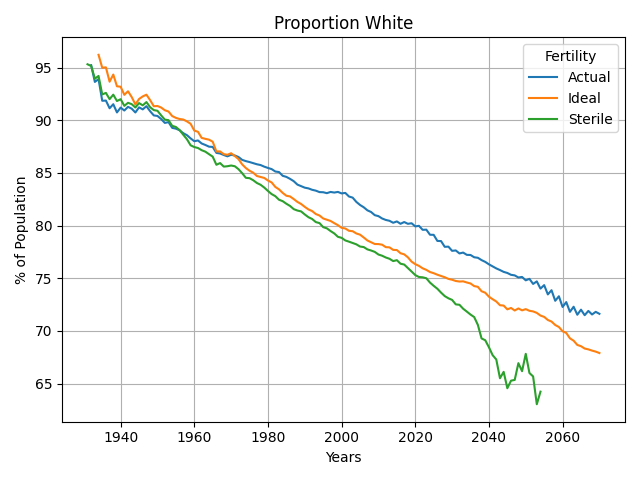 Proportion White
Fertility
Actual
Ideal
Sterile
% of Population
95
90
85
80
75
70
65
1940 1960 1980 2000 2020 2040 2060
Years